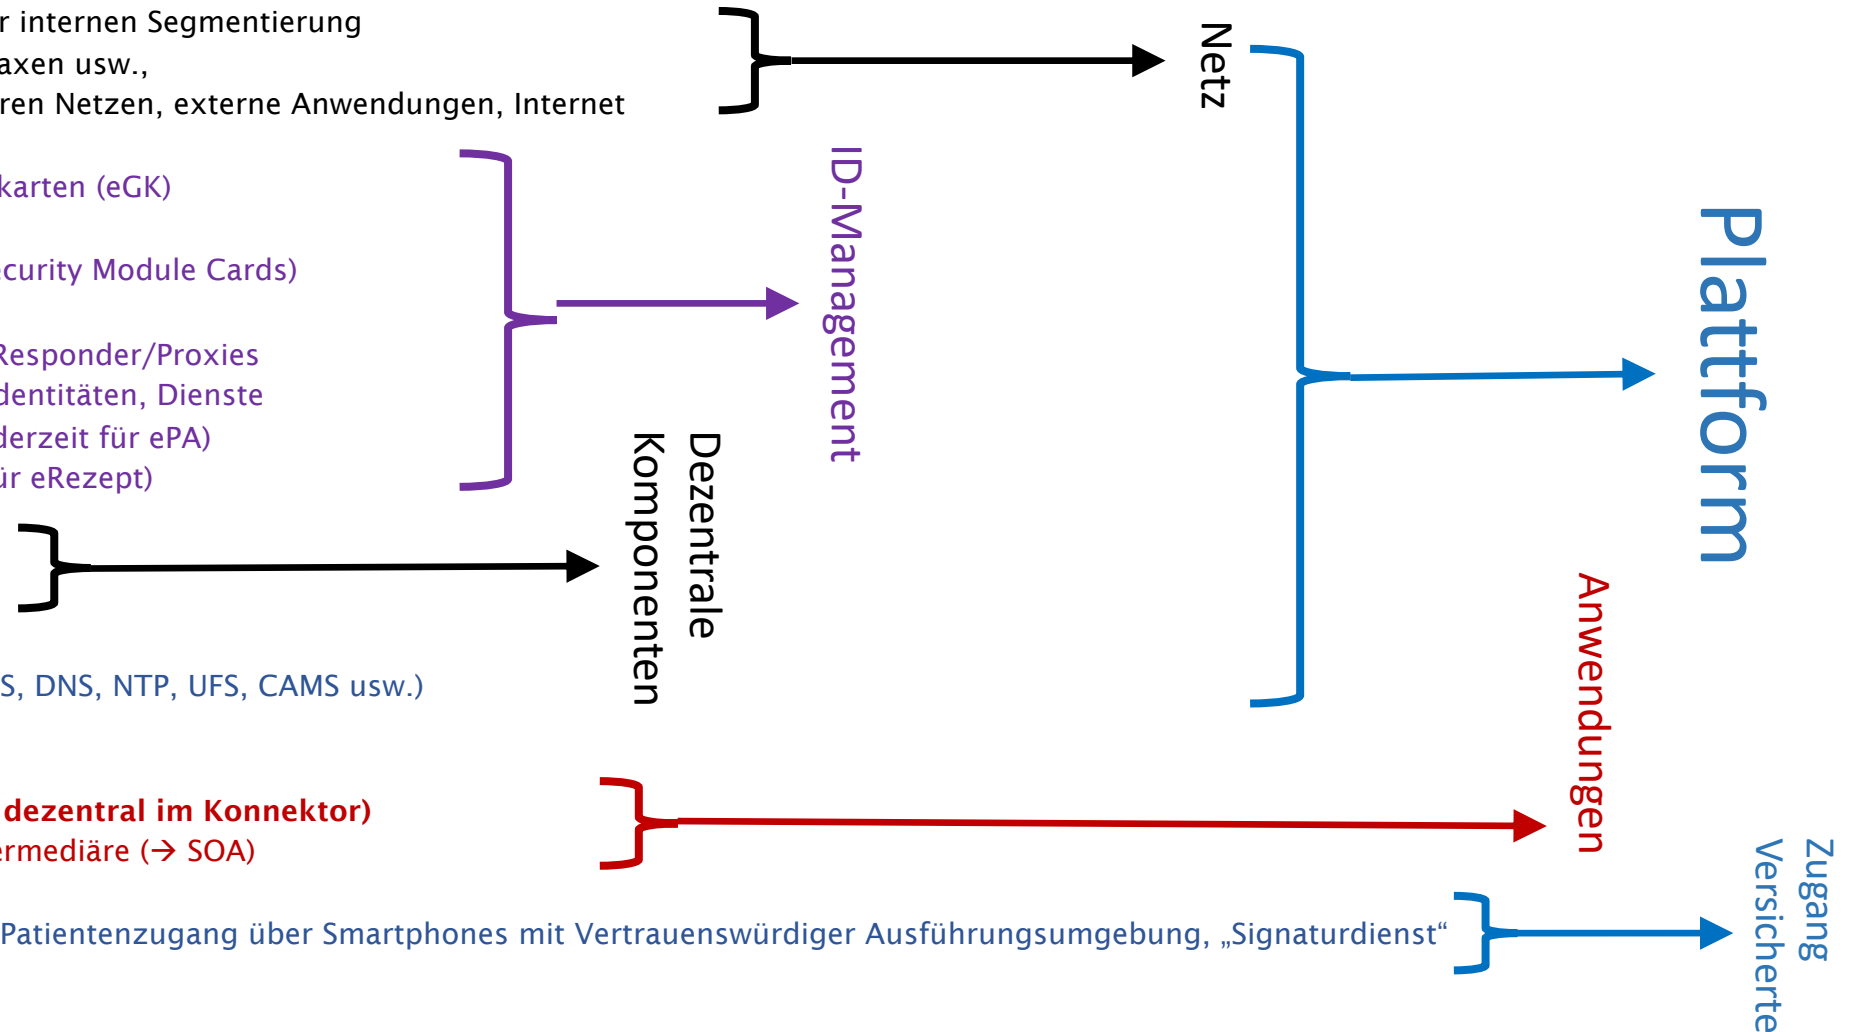 r internen Segmentierung
axen usw.,
ren Netzen, externe Anwendungen, Internet
Netz
karten (eGK)
ecurity Module Cards)
Responder/Proxies
dentitäten, Dienste
derzeit für ePA)
ür eRezept)
ID-Management
Dezentrale
Komponenten
S, DNS, NTP, UFS, CAMS usw.)
Plattform
dezentral im Konnektor)
ermediäre (→ SOA)
Anwendungen
Patientenzugang über Smartphones mit Vertrauenswürdiger Ausführungsumgebung, „Signaturdienst“
Zugang
Versicherte